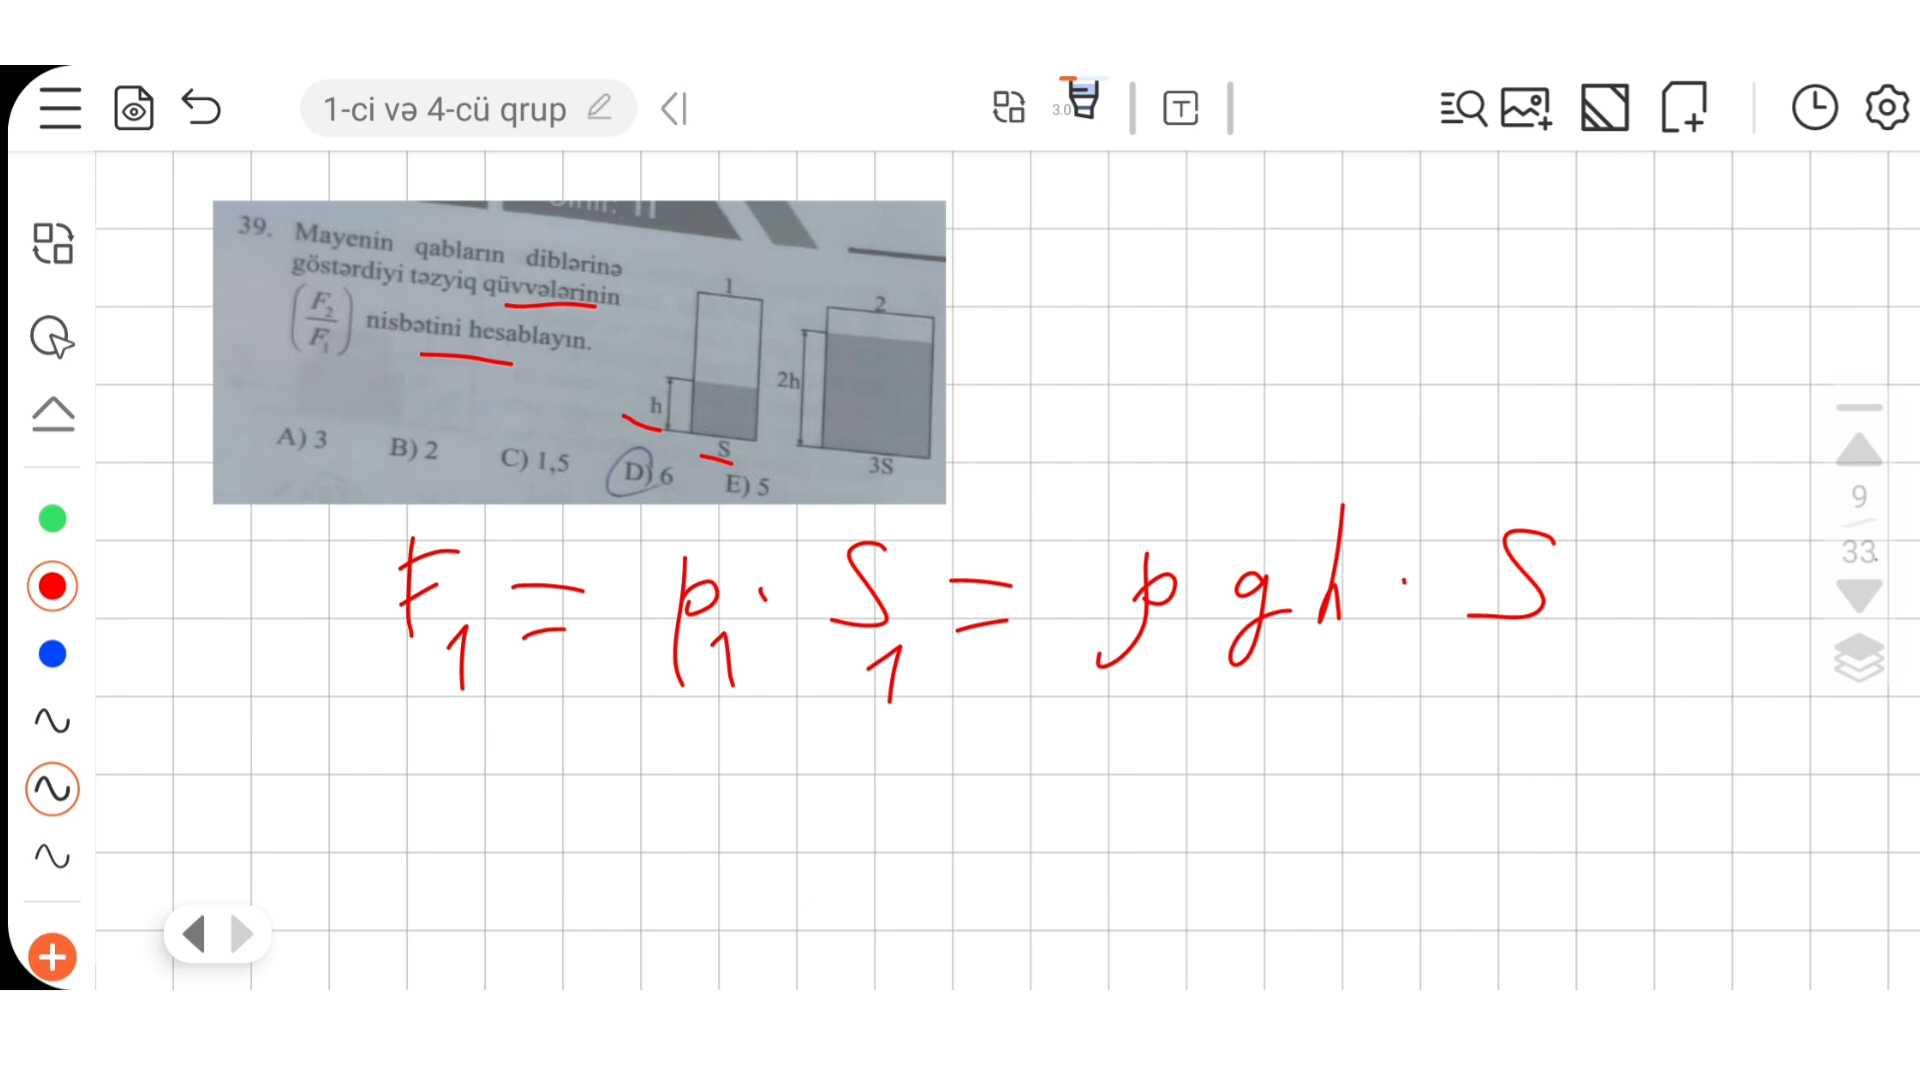 1-ci və 4-cü qrup
3.0
T
39. Mayenin qabların diblərinə
göstərdiyi təzyiq qüvvələrinin
(F₂/F₁) nisbətini hesablayın.
1
2
h
2h
S
3S
A) 3 B) 2 C) 1,5 D) 6 E) 5
F₁ = p₁ · S₁ = ρgh · S
9
33